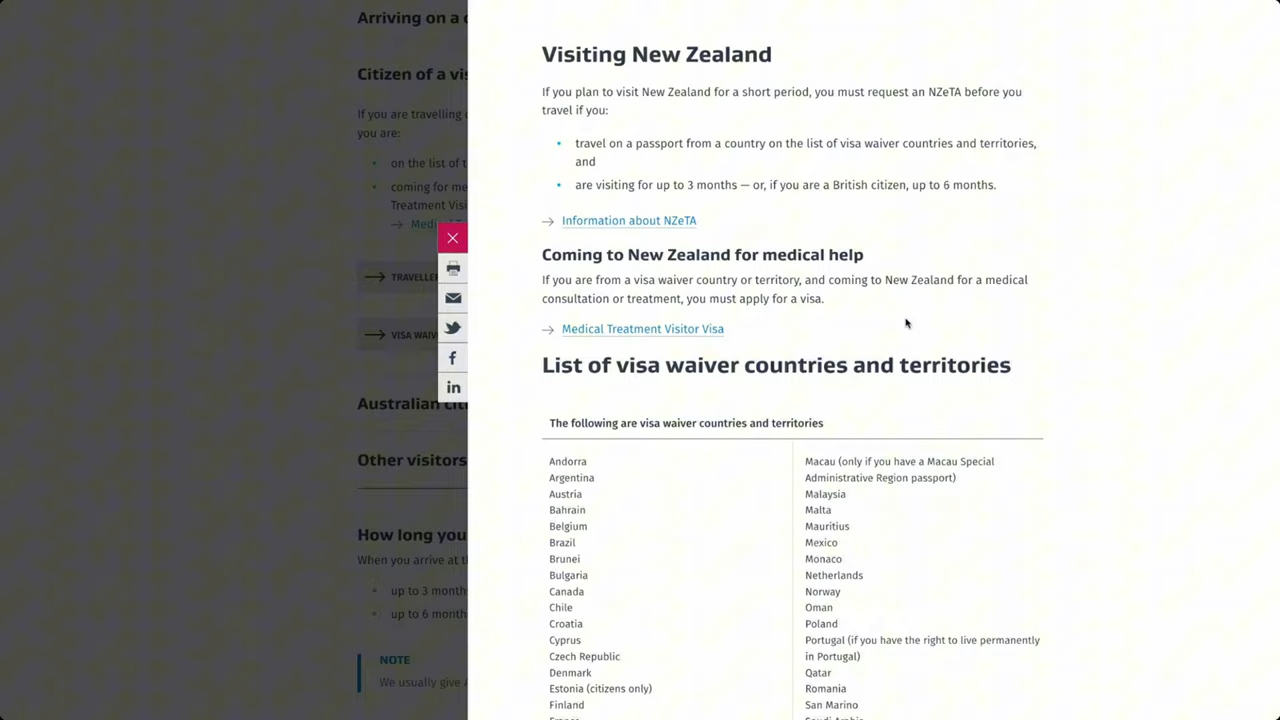 Arriving on a c
Citizen of a vis
If you are travelling
you are:
on the list of t
coming for me
Treatment Visi
TRAVELLE
VISA WAIV
Other visitors
How long you
When you arrive at th
up to 3 month
up to 6 month
NOTE
We usually give A
in
Visiting New Zealand
If you plan to visit New Zealand for a short period, you must request an NZeTA before you
travel if you:
travel on a passport from a country on the list of visa waiver countries and territories,
and
are visiting for up to 3 months — or, if you are a British citizen, up to 6 months.
Information about NZeTA
Coming to New Zealand for medical help
If you are from a visa waiver country or territory, and coming to New Zealand for a medical
consultation or treatment, you must apply for a visa.
Medical Treatment Visitor Visa
List of visa waiver countries and territories
The following are visa waiver countries and territories
Andorra
Argentina
Austria
Bahrain
Belgium
Brazil
Brunei
Bulgaria
Canada
Chile
Croatia
Cyprus
Czech Republic
Denmark
Estonia (citizens only)
Finland
Macau (only if you have a Macau Special
Administrative Region passport)
Malaysia
Malta
Mauritius
Mexico
Monaco
Netherlands
Norway
Oman
Poland
Portugal (if you have the right to live permanently
in Portugal)
Qatar
Romania
San Marino